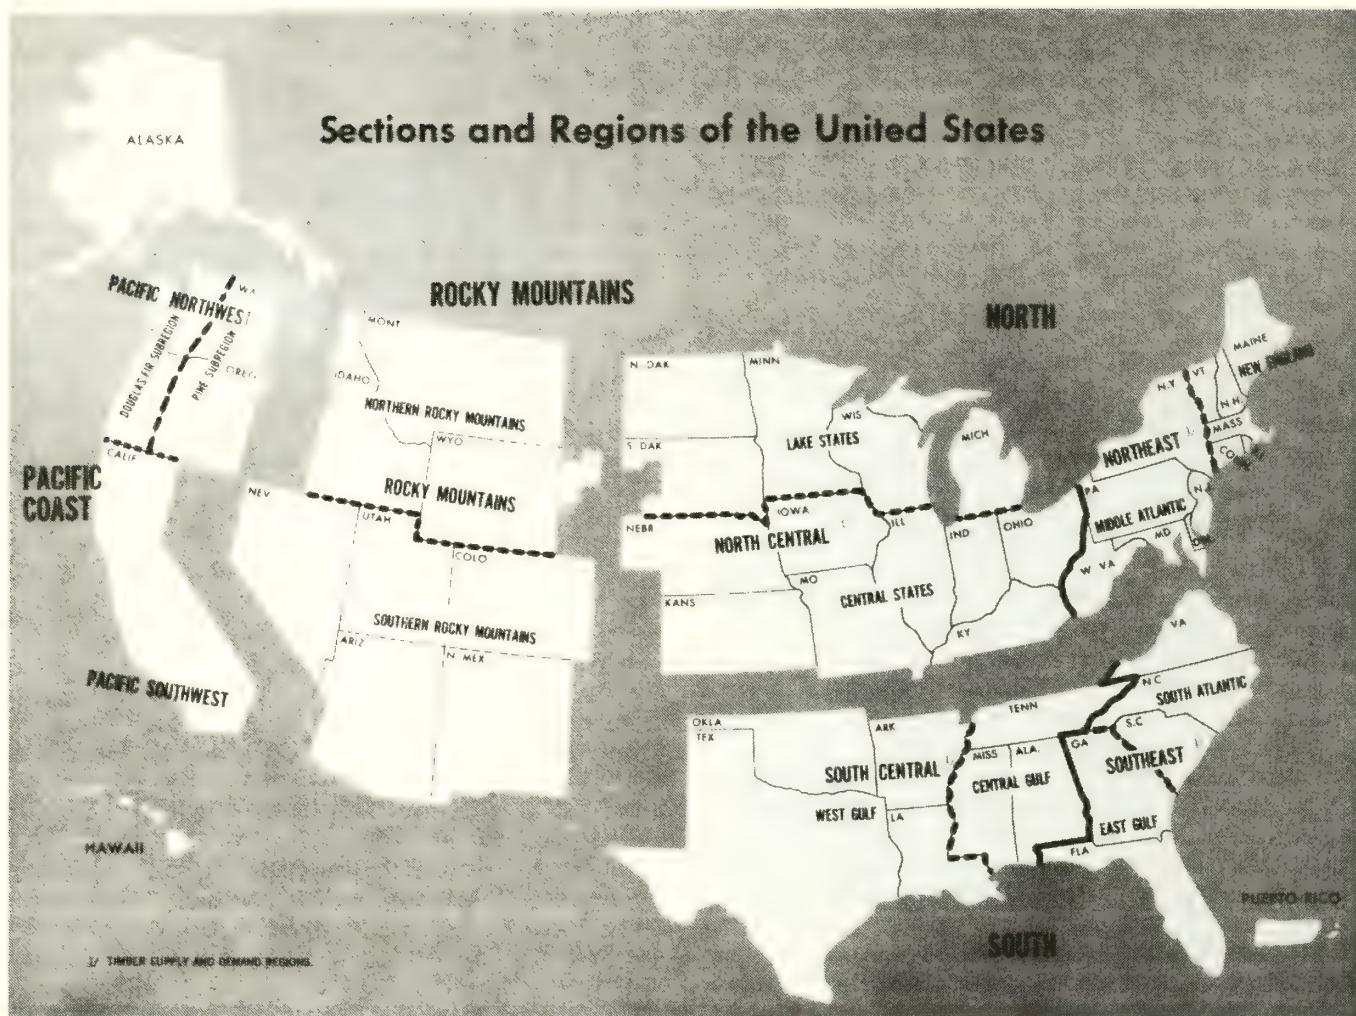 Sections and Regions of the United States
ALASKA
PACIFIC NORTHWEST
WA
DOUGLAS FIR SUBREGION
PINE SUBREGION
OREG
CALIF
PACIFIC
COAST
PACIFIC SOUTHWEST
HAWAII
ROCKY MOUNTAINS
MONT
IDAHO
NORTHERN ROCKY MOUNTAINS
WYO
ROCKY MOUNTAINS
NEV
UTAH
COLO
SOUTHERN ROCKY MOUNTAINS
ARIZ
N MEX
NORTH
N. DAK
MINN
S DAK
WIS
LAKE STATES
MICH
NEBR
IOWA
NORTH CENTRAL
ILL
IND
OHIO
KANS
MO
CENTRAL STATES
KY
MAINE
NEW ENGLAND
N.Y
VT
N.H.
MASS
NORTHEAST
1/
PA
N.J
MIDDLE ATLANTIC
MD
W VA
VA
N C
SOUTH ATLANTIC
TENN
S.C
OKLA
TEX
ARK
MISS
ALA.
GA
SOUTH CENTRAL
CENTRAL GULF
SOUTHEAST
WEST GULF
LA
EAST GULF
FLA
SOUTH
PUERTO RICO
1/ TIMBER SUPPLY AND DEMAND REGIONS.